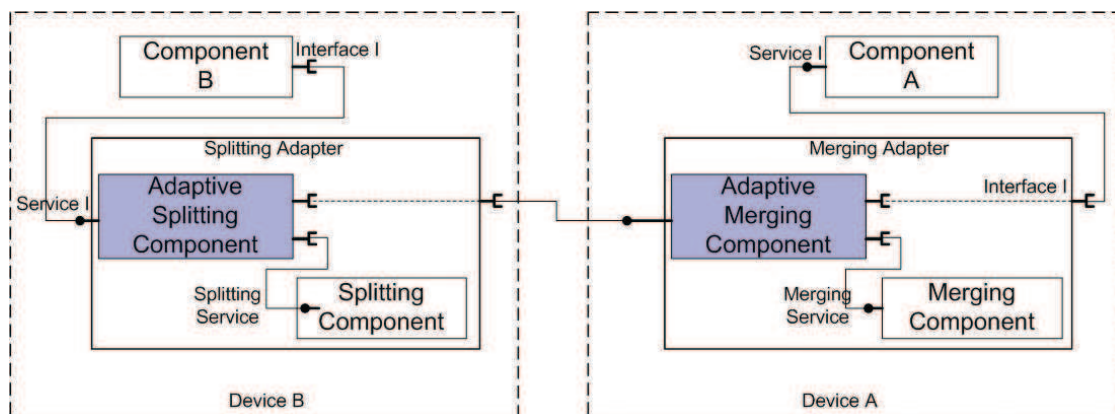 Component
B
Interface I
Splitting Adapter
Service I
Adaptive
Splitting
Component
Splitting
Service
Splitting
Component
Device B
Service I
Component
A
Merging Adapter
Adaptive
Merging
Component
Interface I
Merging
Service
Merging
Component
Device A